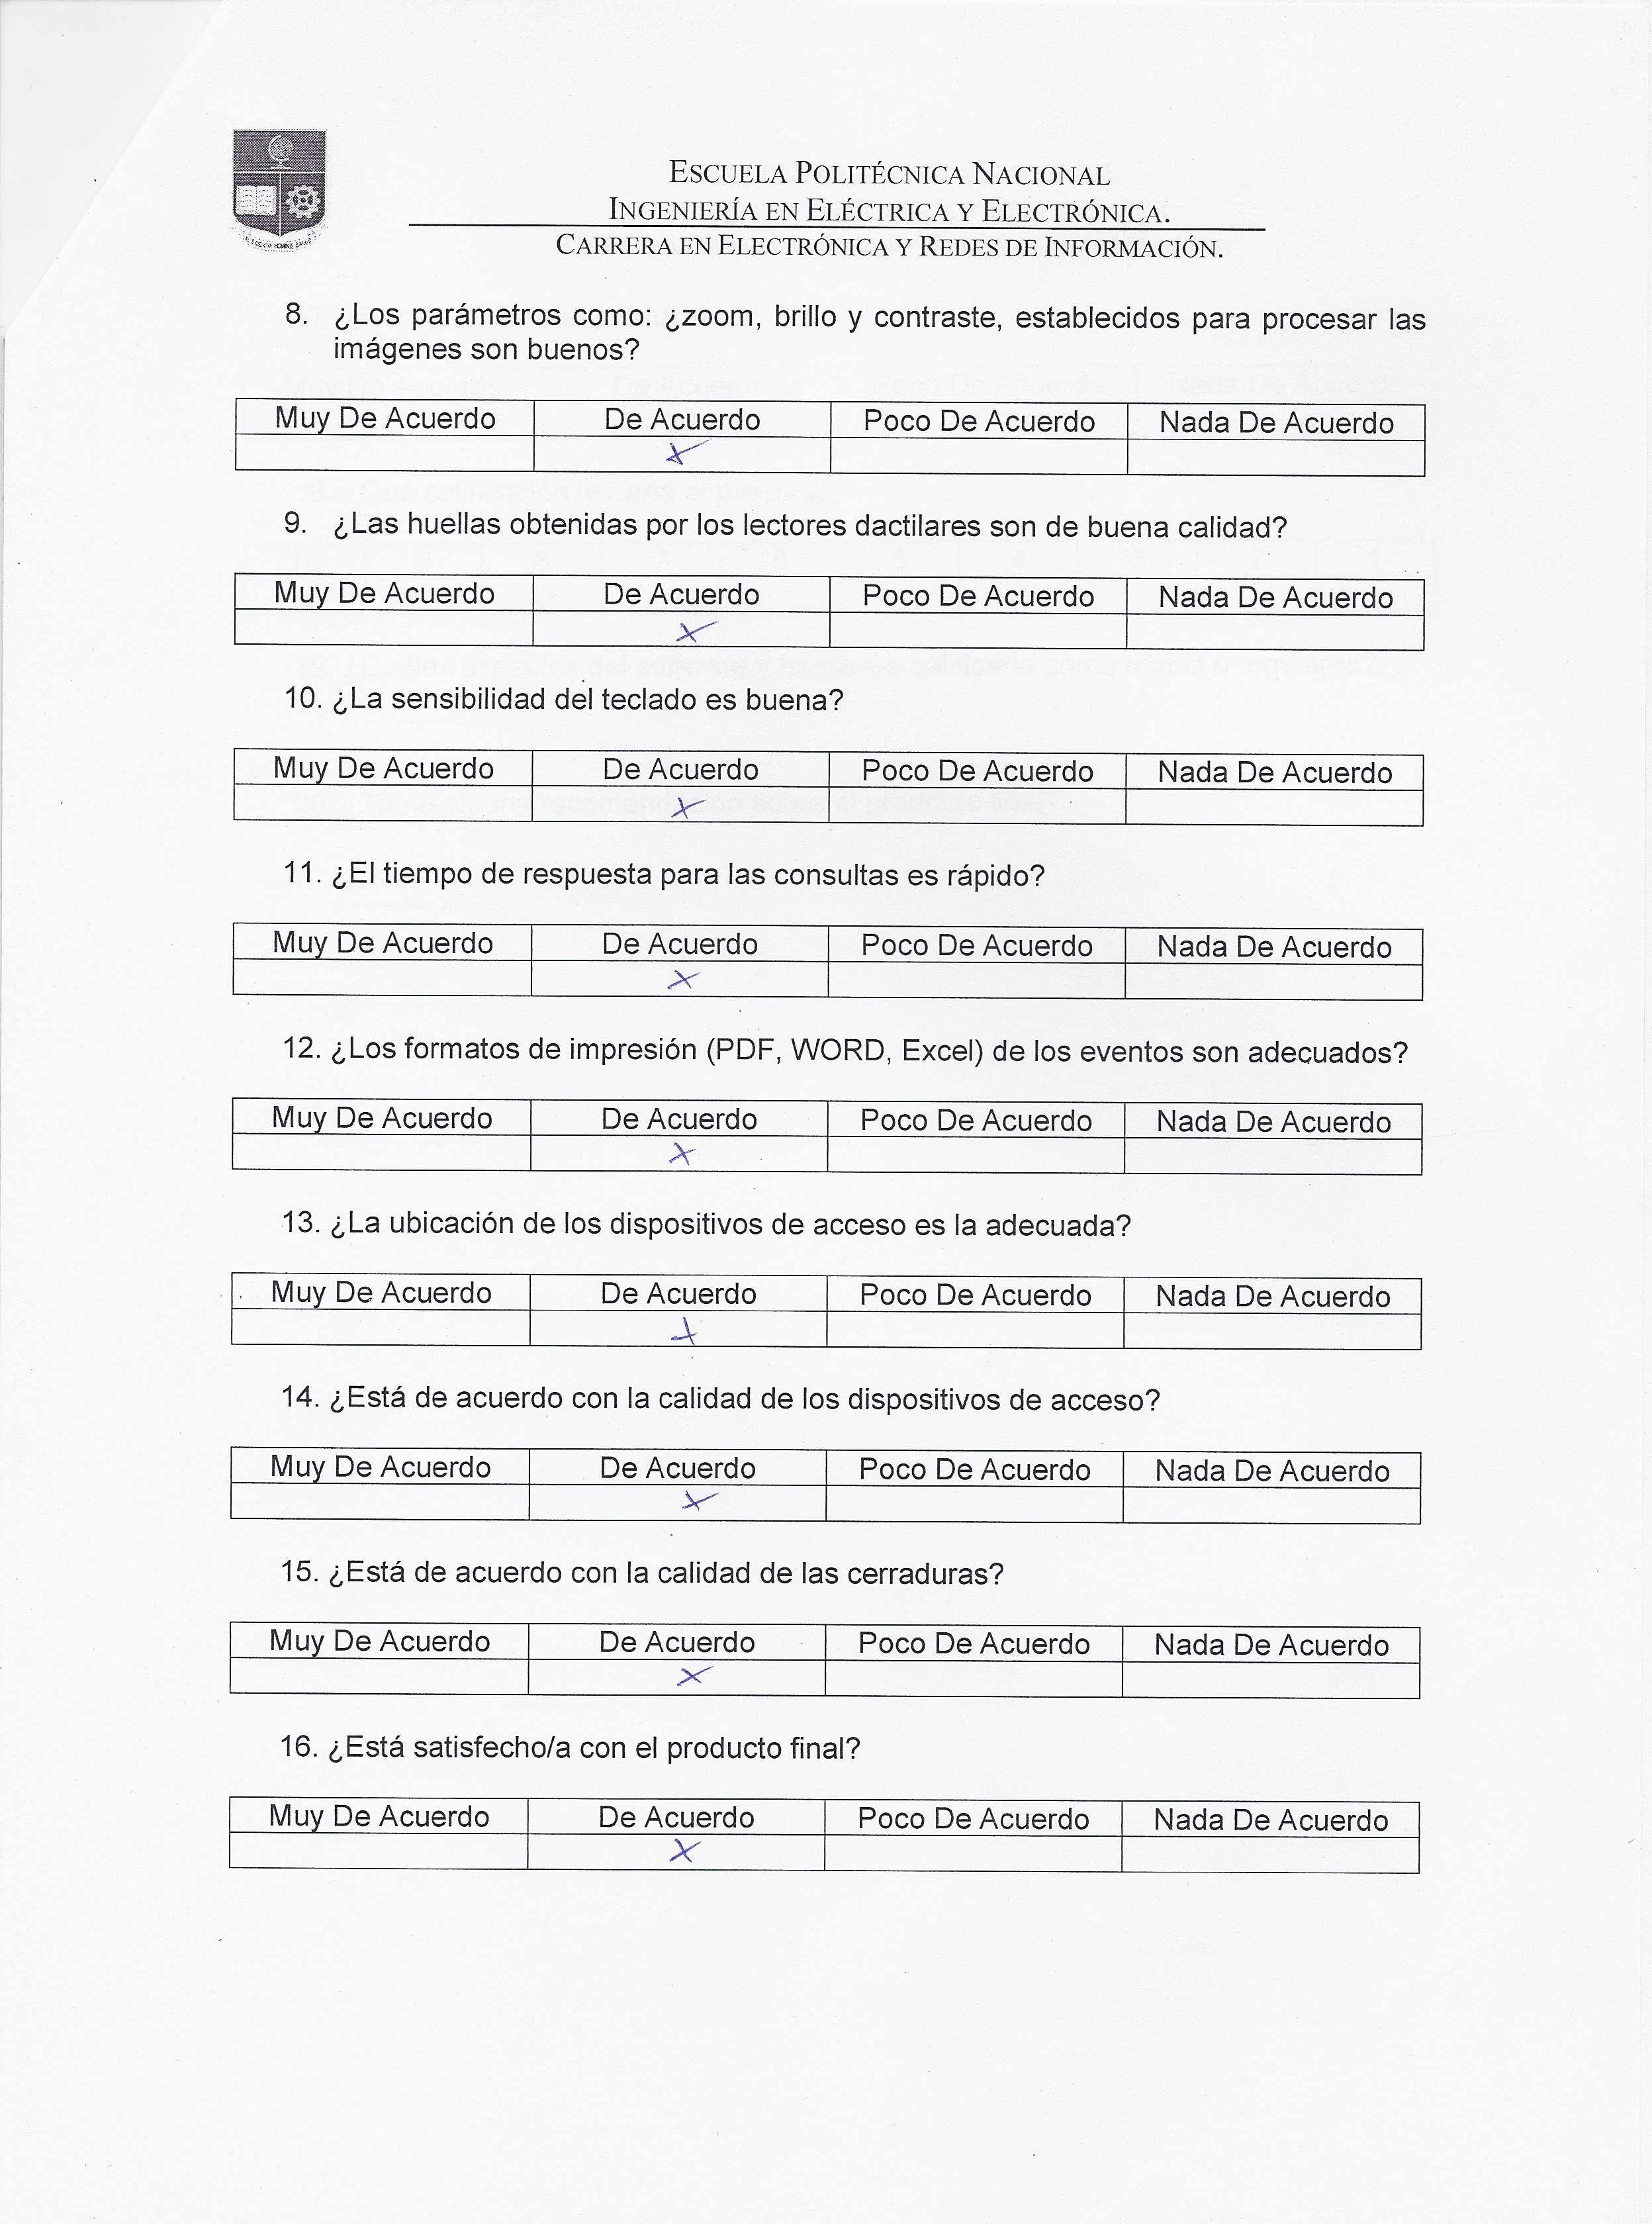 ESCUELA POLITÉCNICA NACIONAL
INGENIERÍA EN ELÉCTRICA Y ELECTRÓNICA.
CARRERA EN ELECTRÓNICA Y REDES DE INFORMACIÓN.
8. ¿Los parámetros como: ¿zoom, brillo y contraste, establecidos para procesar las
imágenes son buenos?
Muy De Acuerdo De Acuerdo Poco De Acuerdo Nada De Acuerdo
X
9. ¿Las huellas obtenidas por los lectores dactilares son de buena calidad?
Muy De Acuerdo De Acuerdo Poco De Acuerdo Nada De Acuerdo
X
10. ¿La sensibilidad del teclado es buena?
Muy De Acuerdo De Acuerdo Poco De Acuerdo Nada De Acuerdo
X
11. ¿El tiempo de respuesta para las consultas es rápido?
Muy De Acuerdo De Acuerdo Poco De Acuerdo Nada De Acuerdo
X
12. ¿Los formatos de impresión (PDF, WORD, Excel) de los eventos son adecuados?
Muy De Acuerdo De Acuerdo Poco De Acuerdo Nada De Acuerdo
X
13. ¿La ubicación de los dispositivos de acceso es la adecuada?
Muy De Acuerdo De Acuerdo Poco De Acuerdo Nada De Acuerdo
X
14. ¿Está de acuerdo con la calidad de los dispositivos de acceso?
Muy De Acuerdo De Acuerdo Poco De Acuerdo Nada De Acuerdo
X
15. ¿Está de acuerdo con la calidad de las cerraduras?
Muy De Acuerdo De Acuerdo Poco De Acuerdo Nada De Acuerdo
X
16. ¿Está satisfecho/a con el producto final?
Muy De Acuerdo De Acuerdo Poco De Acuerdo Nada De Acuerdo
X